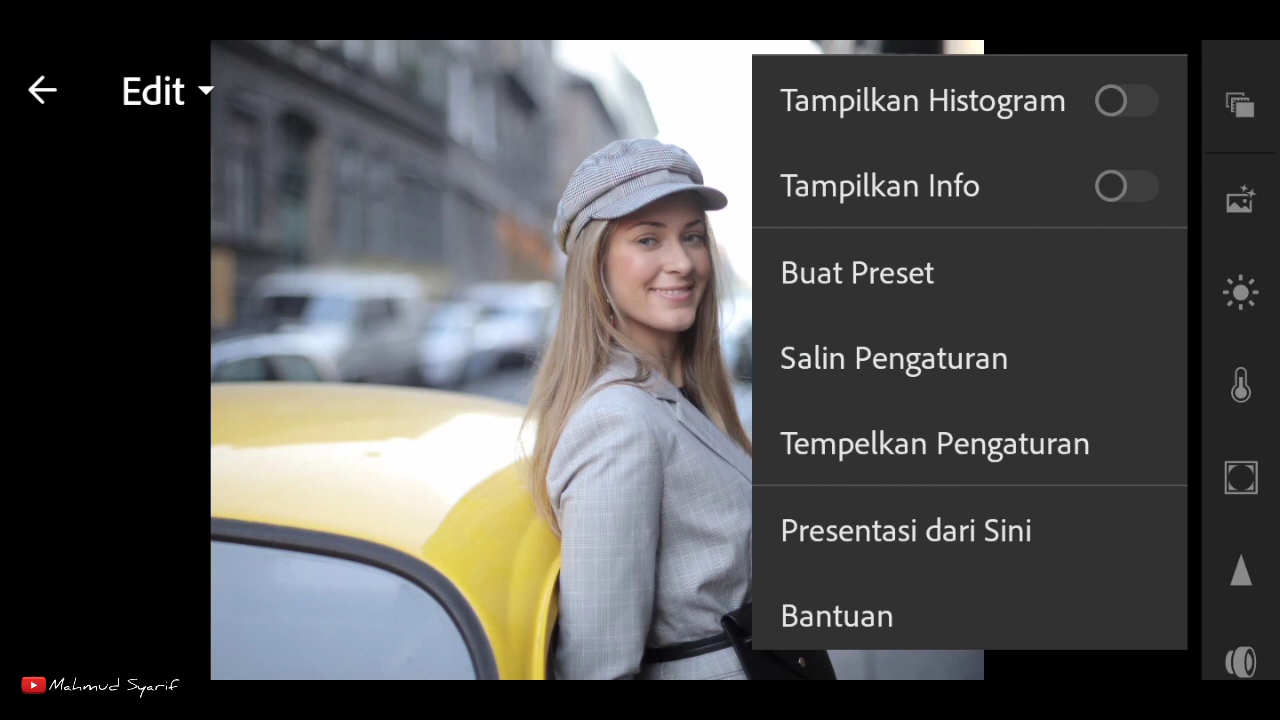 Edit
Tampilkan Histogram
Tampilkan Info
Buat Preset
Salin Pengaturan
Tempelkan Pengaturan
Presentasi dari Sini
Bantuan
Mahmud Syarif